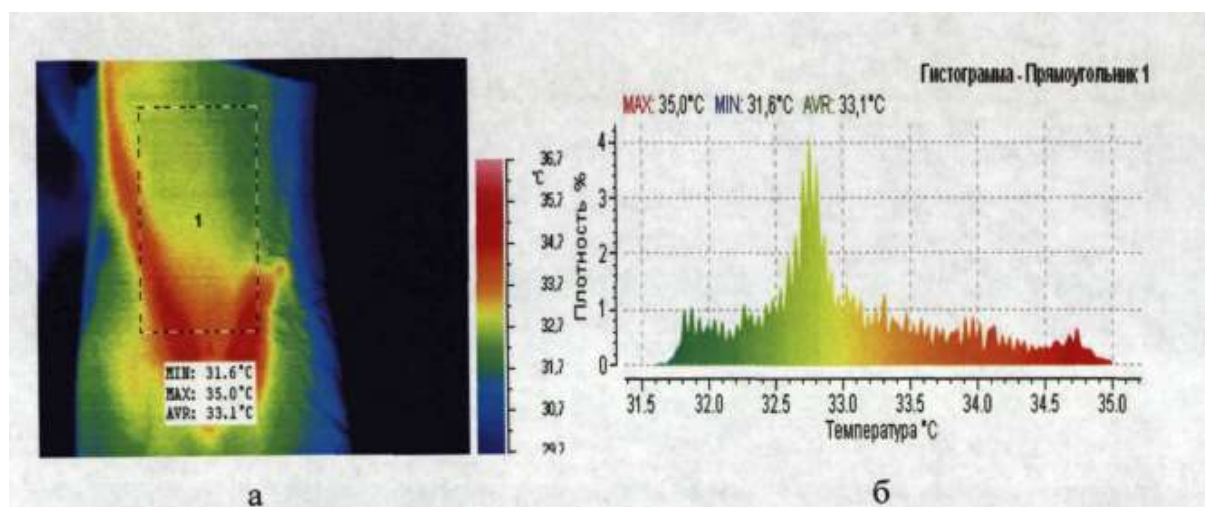 1
MIN: 31.6°C
MAX: 35.0°C
AVR: 33.1°C
°C
36,7
35,7
34,7
33,7
32,7
31,7
30,7
29,7
а
Гистограмма - Прямоугольник 1
MAX: 35,0°C MIN: 31,6°C AVR: 33,1°C
Плотность %
4
3
2
1
0
31.5 32.0 32.5 33.0 33.5 34.0 34.5 35.0
Температура °C
б